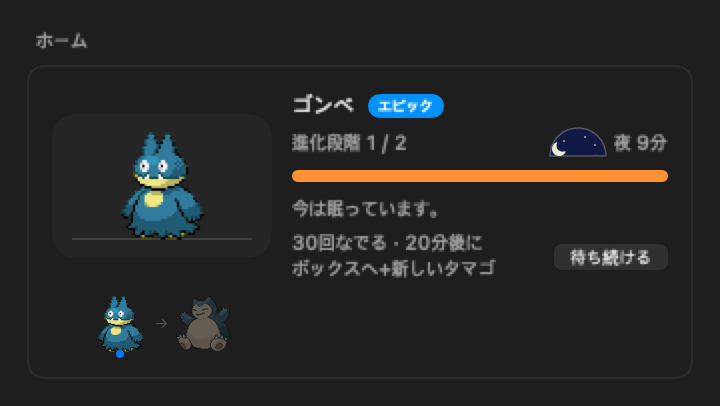 ホーム
ゴンベ エピック
進化段階 1 / 2 夜 9分
今は眠っています。
30回なでる · 20分後に
ボックスへ+新しいタマゴ
待ち続ける